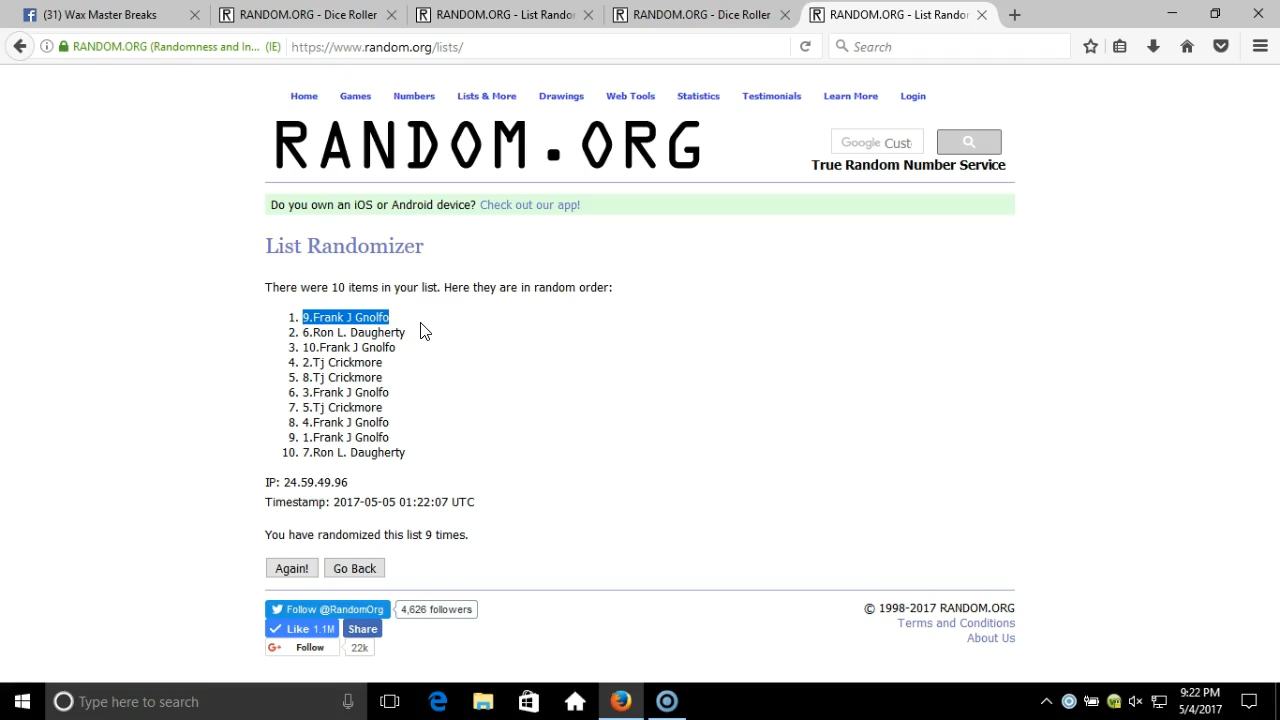 (31) Wax Master Breaks
RANDOM.ORG - Dice Roller
RANDOM.ORG - List Randor
RANDOM.ORG - Dice Roller
RANDOM.ORG - List Randor
RANDOM.ORG (Randomness and In... (IE)
https://www.random.org/lists/
Search
Home Games Numbers Lists & More Drawings Web Tools Statistics Testimonials Learn More Login
RANDOM.ORG
Google Cust
True Random Number Service
Do you own an iOS or Android device? Check out our app!
List Randomizer
There were 10 items in your list. Here they are in random order:
1. 9.Frank J Gnolfo
2. 6.Ron L. Daugherty
3. 10.Frank J Gnolfo
4. 2.Tj Crickmore
5. 8.Tj Crickmore
6. 3.Frank J Gnolfo
7. 5.Tj Crickmore
8. 4.Frank J Gnolfo
9. 1.Frank J Gnolfo
10. 7.Ron L. Daugherty
IP: 24.59.49.96
Timestamp: 2017-05-05 01:22:07 UTC
You have randomized this list 9 times.
Again! Go Back
Follow @RandomOrg 4,626 followers
Like 1.1M Share
G+ Follow 22k
© 1998-2017 RANDOM.ORG
Terms and Conditions
About Us
Type here to search
9:22 PM
5/4/2017